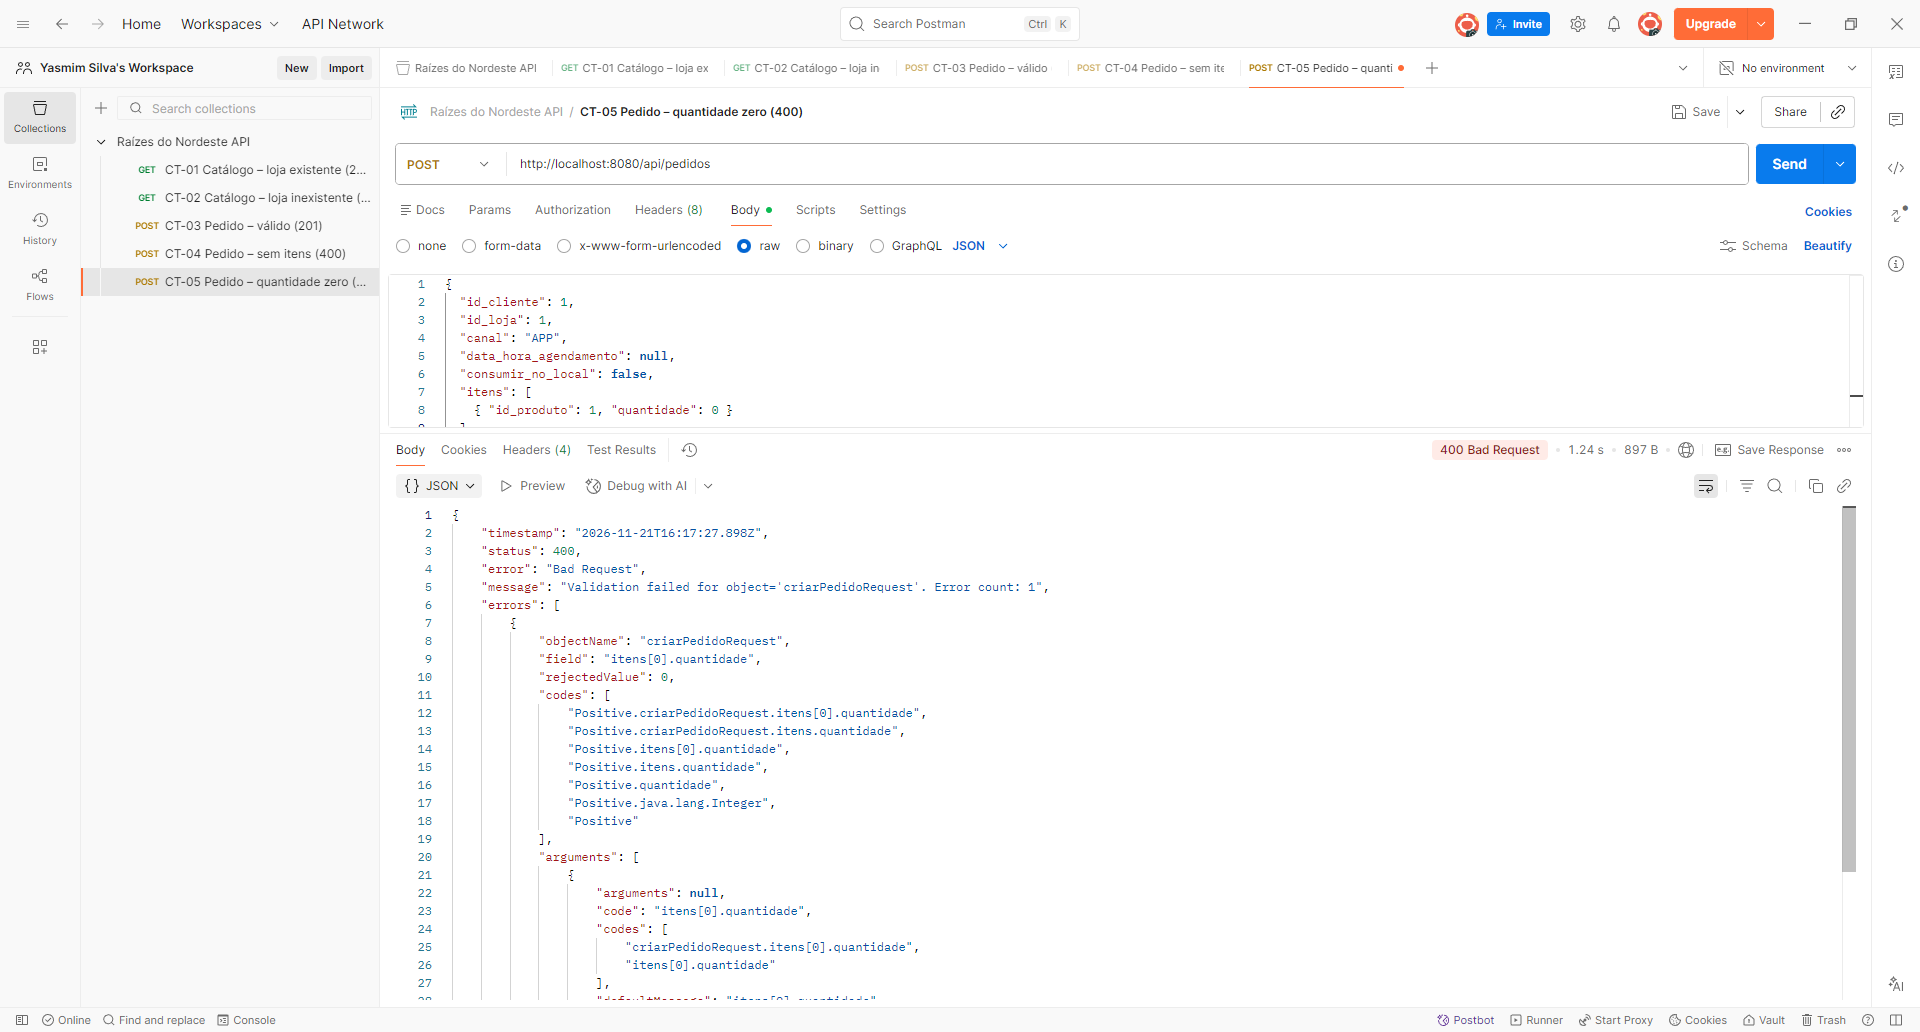 Home
Workspaces
API Network
Search Postman
Ctrl K
Invite
Upgrade
Yasmim Silva's Workspace
New
Import
Raízes do Nordeste API
GET CT-01 Catálogo – loja ex
GET CT-02 Catálogo – loja in
POST CT-03 Pedido – válido
POST CT-04 Pedido – sem ite
POST CT-05 Pedido – quanti
No environment
Collections
Environments
History
Flows
Search collections
Raízes do Nordeste API
GET CT-01 Catálogo – loja existente (2...
GET CT-02 Catálogo – loja inexistente (...
POST CT-03 Pedido – válido (201)
POST CT-04 Pedido – sem itens (400)
POST CT-05 Pedido – quantidade zero (...
HTTP Raízes do Nordeste API / CT-05 Pedido – quantidade zero (400)
Save
Share
POST http://localhost:8080/api/pedidos
Send
Docs Params Authorization Headers (8) Body Scripts Settings
Cookies
none form-data x-www-form-urlencoded raw binary GraphQL JSON
Schema Beautify
1 {
2 "id_cliente": 1,
3 "id_loja": 1,
4 "canal": "APP",
5 "data_hora_agendamento": null,
6 "consumir_no_local": false,
7 "itens": [
8 { "id_produto": 1, "quantidade": 0 }
9 ]
Body Cookies Headers (4) Test Results
400 Bad Request 1.24 s 897 B
e.g. Save Response
{} JSON Preview Debug with AI
1 {
2 "timestamp": "2026-11-21T16:17:27.898Z",
3 "status": 400,
4 "error": "Bad Request",
5 "message": "Validation failed for object='criarPedidoRequest'. Error count: 1",
6 "errors": [
7 {
8 "objectName": "criarPedidoRequest",
9 "field": "itens[0].quantidade",
10 "rejectedValue": 0,
11 "codes": [
12 "Positive.criarPedidoRequest.itens[0].quantidade",
13 "Positive.criarPedidoRequest.itens.quantidade",
14 "Positive.itens[0].quantidade",
15 "Positive.itens.quantidade",
16 "Positive.quantidade",
17 "Positive.java.lang.Integer",
18 "Positive"
19 ],
20 "arguments": [
21 {
22 "arguments": null,
23 "code": "itens[0].quantidade",
24 "codes": [
25 "criarPedidoRequest.itens[0].quantidade",
26 "itens[0].quantidade"
27 ],
28 "defaultMessage": "itens[0].quantidade"
Online
Find and replace
Console
Postbot
Runner
Start Proxy
Cookies
Vault
Trash
AI